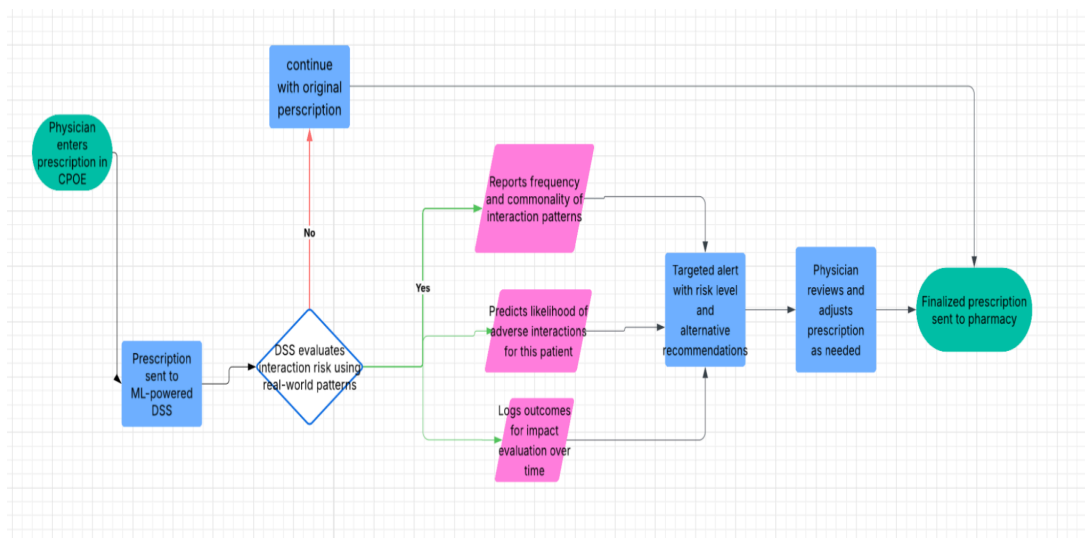 continue
with original
perscription
Physician
enters
prescription in
CPOE
No
Reports frequency
and commonality of
interaction patterns
Yes
Targeted alert
with risk level
and
alternative
recommendations
Physician
reviews and
adjusts
prescription
as needed
Finalized prescription
sent to pharmacy
Predicts likelihood of
adverse interactions
for this patient
Prescription
sent to
ML-powered
DSS
DSS evaluates
interaction risk using
real-world patterns
Logs outcomes
for impact
evaluation over
time